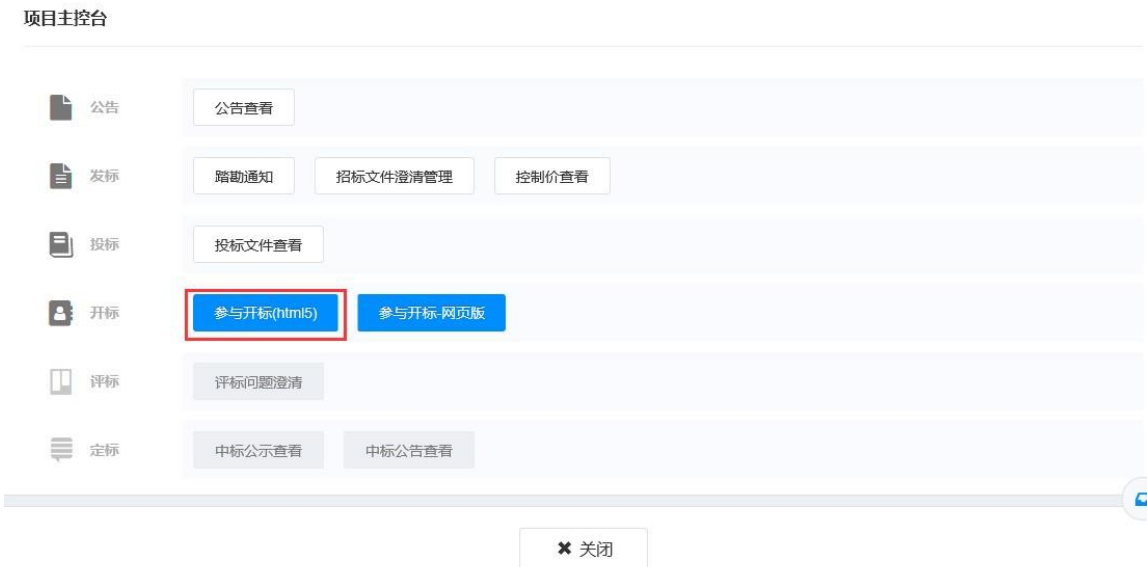 项目主控台
公告 公告查看
发标 踏勘通知 招标文件澄清管理 控制价查看
投标 投标文件查看
开标 参与开标(html5) 参与开标-网页版
评标 评标问题澄清
定标 中标公示查看 中标公告查看
✖ 关闭